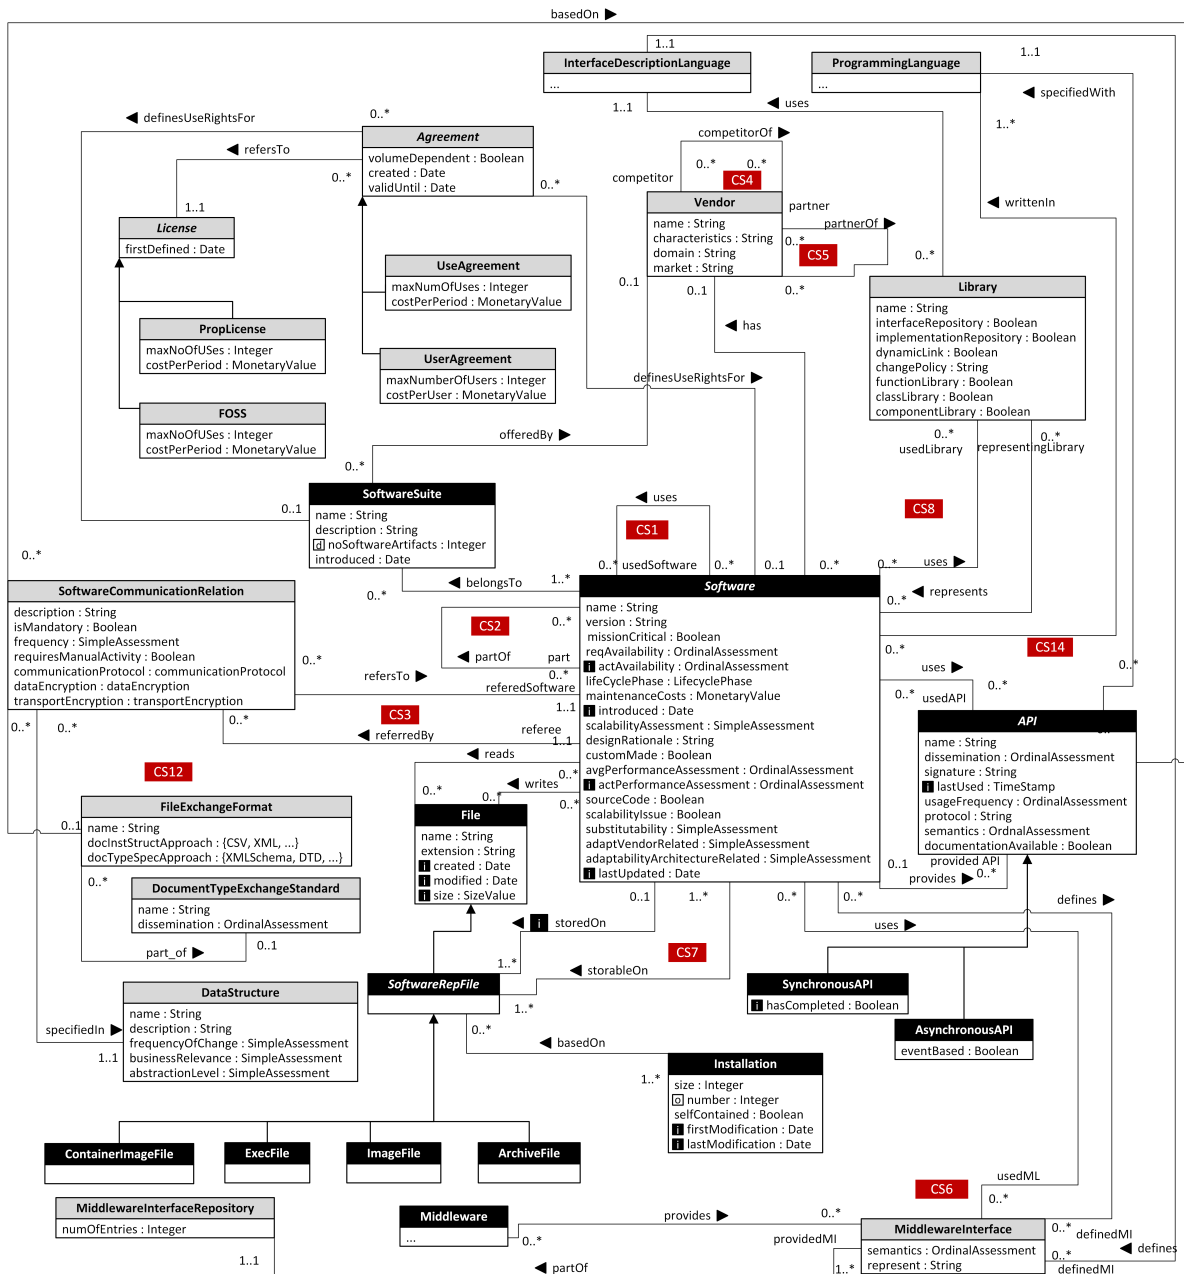 basedOn ▶
1..1
InterfaceDescriptionLanguage
...
1..1
ProgrammingLanguage
...
◀ specifiedWith
1..1
◀ uses
1..*
◀ definesUseRightsFor
0..*
◀ refersTo
0..*
1..1
Agreement
volumeDependent : Boolean
created : Date
validUntil : Date
0..*
competitorOf ▶
0..*
0..*
competitor
CS4
License
firstDefined : Date
Vendor
name : String
characteristics : String
domain : String
market : String
partner
partnerOf ▶
0..*
CS5
0..*
0..1
0..1
◀ writtenIn
0..*
UseAgreement
maxNumOfUses : Integer
costPerPeriod : MonetaryValue
Library
name : String
interfaceRepository : Boolean
implementationRepository : Boolean
dynamicLink : Boolean
changePolicy : String
functionLibrary : Boolean
classLibrary : Boolean
componentLibrary : Boolean
PropLicense
maxNoOfUSes : Integer
costPerPeriod : MonetaryValue
◀ has
UserAgreement
maxNumberOfUsers : Integer
costPerUser : MonetaryValue
definesUseRightsFor ▶
FOSS
maxNoOfUSes : Integer
costPerPeriod : MonetaryValue
offeredBy ▶
0..*
0..*
usedLibrary
0..*
representingLibrary
0..1
SoftwareSuite
name : String
description : String
d noSoftwareArtifacts : Integer
introduced : Date
◀ uses
CS1
CS8
0..*
usedSoftware
0..*
0..1
0..*
0..*
uses ▶
0..*
◀ belongsTo
1..*
0..*
◀ represents
0..*
SoftwareCommunicationRelation
description : String
isMandatory : Boolean
frequency : SimpleAssessment
requiresManualActivity : Boolean
communicationProtocol : communicationProtocol
dataEncryption : dataEncryption
transportEncryption : transportEncryption
CS2
0..*
◀ partOf
part
0..*
0..*
refersTo ▶
referedSoftware
1..1
CS3
◀ referredBy
referee
1..1
0..*
0..*
0..*
Software
name : String
version : String
missionCritical : Boolean
reqAvailability : OrdinalAssessment
i actAvailability : OrdinalAssessment
lifeCyclePhase : LifecyclePhase
maintenanceCosts : MonetaryValue
i introduced : Date
scalabilityAssessment : SimpleAssessment
designRationale : String
customMade : Boolean
avgPerformanceAssessment : OrdinalAssessment
i actPerformanceAssessment : OrdinalAssessment
sourceCode : Boolean
scalabilityIssue : Boolean
substitutability : SimpleAssessment
adaptVendorRelated : SimpleAssessment
adaptabilityArchitectureRelated : SimpleAssessment
i lastUpdated : Date
CS14
uses ▶
0..*
0..*
usedAPI
0..*
API
name : String
dissemination : OrdinalAssessment
signature : String
i lastUsed : TimeStamp
usageFrequency : OrdinalAssessment
protocol : String
semantics : OrdnalAssessment
documentationAvailable : Boolean
provided API
0..1
provides ▶
0..*
◀ reads
0..*
◀ writes
0..*
0..*
0..*
CS12
FileExchangeFormat
name : String
docInstStructApproach : {CSV, XML, ...}
docTypeSpecApproach : {XMLSchema, DTD, ...}
0..1
File
name : String
extension : String
i created : Date
i modified : Date
i size : SizeValue
0..*
DocumentTypeExchangeStandard
name : String
dissemination : OrdinalAssessment
part_of ▶
0..1
0..1
1..*
0..*
0..*
defines ▶
◀ i storedOn
1..*
CS7
uses ▶
◀ storableOn
1..*
SoftwareRepFile
SynchronousAPI
i hasCompleted : Boolean
AsynchronousAPI
eventBased : Boolean
specifiedIn
1..1
DataStructure
name : String
description : String
frequencyOfChange : SimpleAssessment
businessRelevance : SimpleAssessment
abstractionLevel : SimpleAssessment
0..*
◀ basedOn
1..*
Installation
size : Integer
o number : Integer
selfContained : Boolean
i firstModification : Date
i lastModification : Date
ContainerImageFile
ExecFile
ImageFile
ArchiveFile
usedML
CS6
0..*
MiddlewareInterfaceRepository
numOfEntries : Integer
1..1
Middleware
...
0..*
provides ▶
0..*
providedMI
MiddlewareInterface
semantics : OrdinalAssessment
represent : String
0..*
definedMI
0..*
◀ defines
definedMI
◀ partOf
1..*